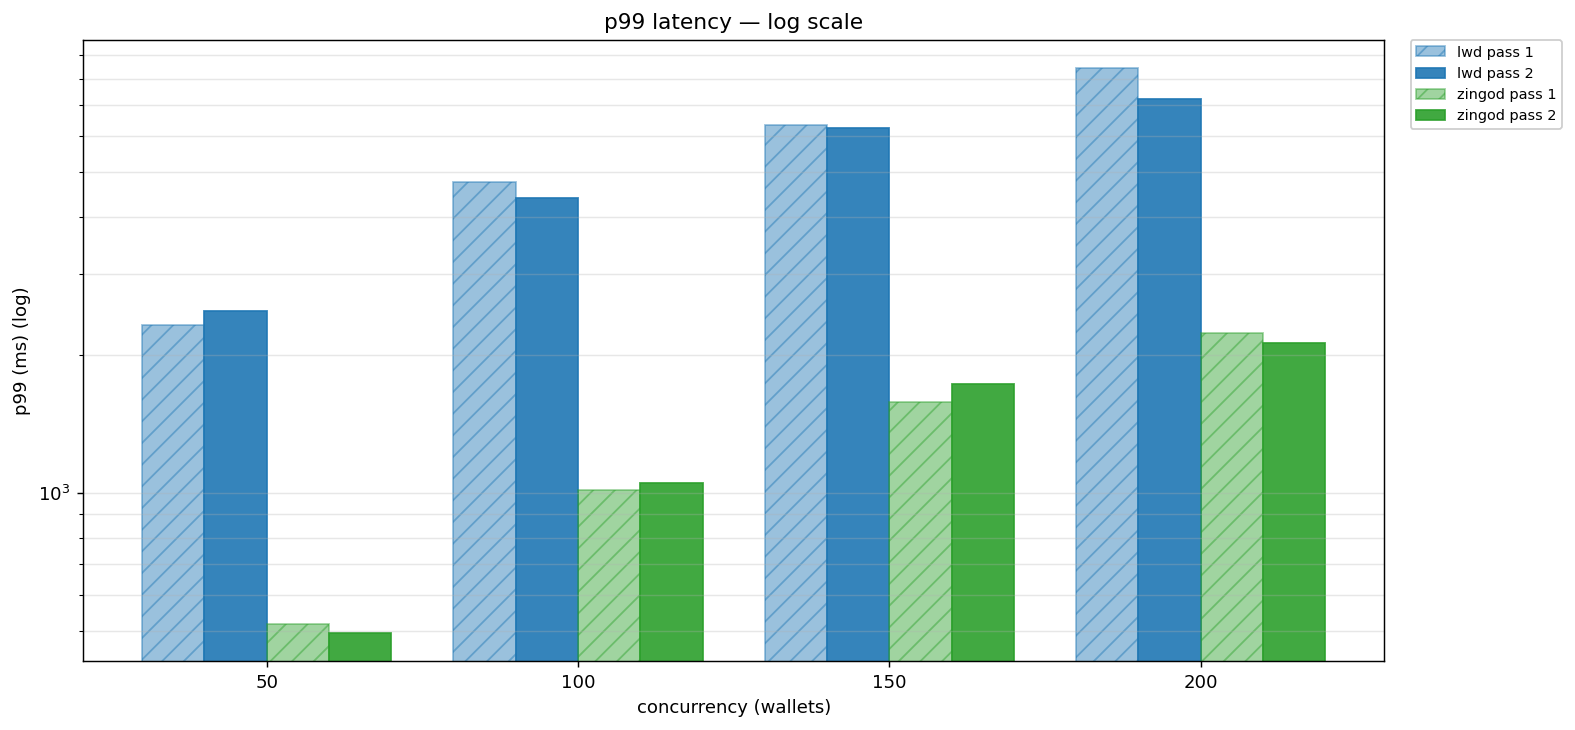 p99 latency — log scale
lwd pass 1
lwd pass 2
zingod pass 1
zingod pass 2
p99 (ms) (log)
10³
50 100 150 200
concurrency (wallets)